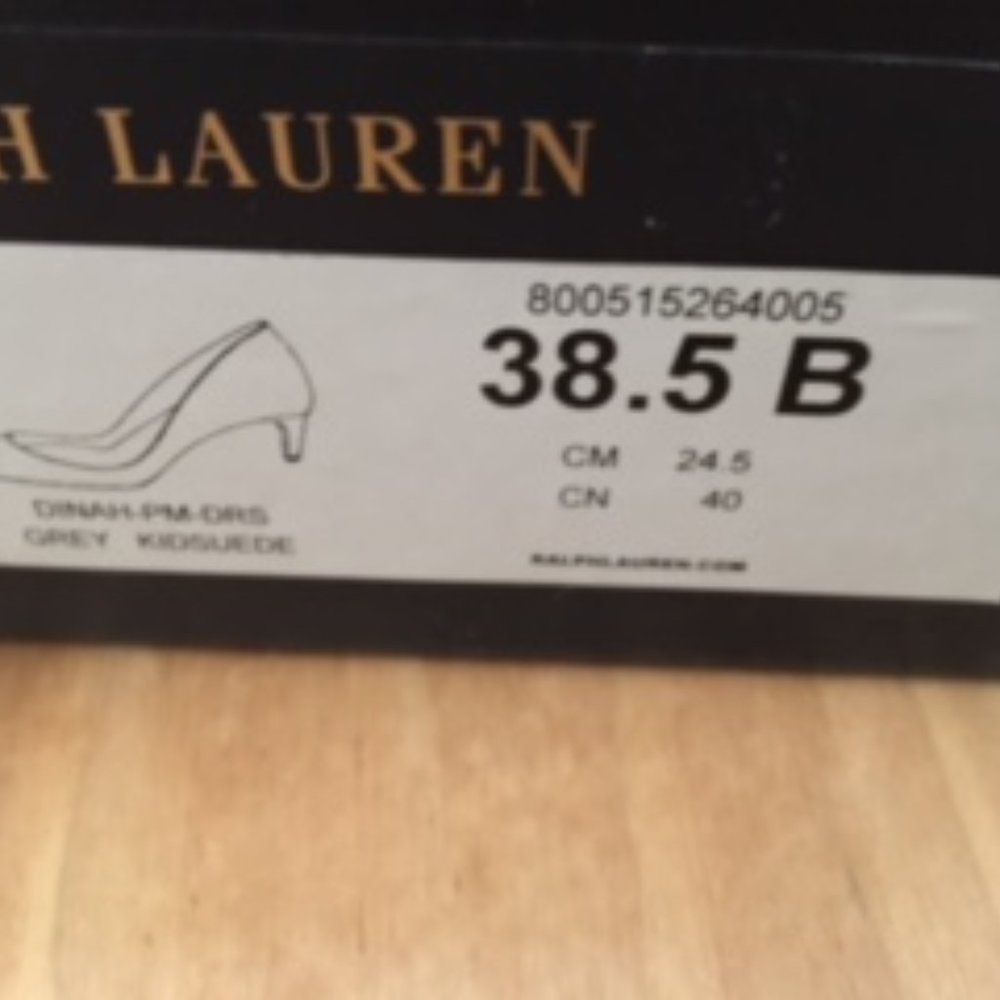 H LAUREN
800515264005
38.5 B
CM 24.5
CN 40
DINAH-PM-DRS
GREY KIDSUEDE
RALPHLAUREN.COM